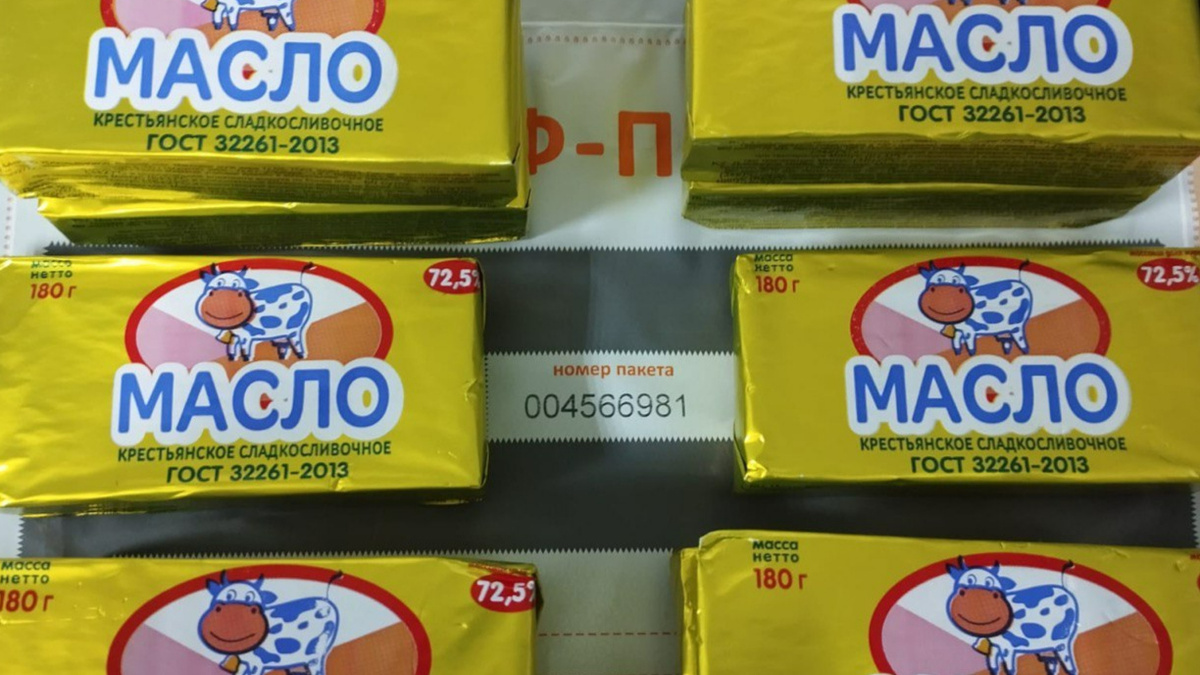 МАСЛО
КРЕСТЬЯНСКОЕ СЛАДКОСЛИВОЧНОЕ
ГОСТ 32261-2013
МАСЛО
КРЕСТЬЯНСКОЕ СЛАДКОСЛИВОЧНОЕ
ГОСТ 32261-2013
Ф-П
масса
нетто
180 г
72,5%
МАСЛО
КРЕСТЬЯНСКОЕ СЛАДКОСЛИВОЧНОЕ
ГОСТ 32261-2013
номер пакета
004566981
масса
нетто
180 г
72,5%
МАСЛО
КРЕСТЬЯНСКОЕ СЛАДКОСЛИВОЧНОЕ
ГОСТ 32261-2013
масса
нетто
180 г
72,5%
масса
нетто
180 г